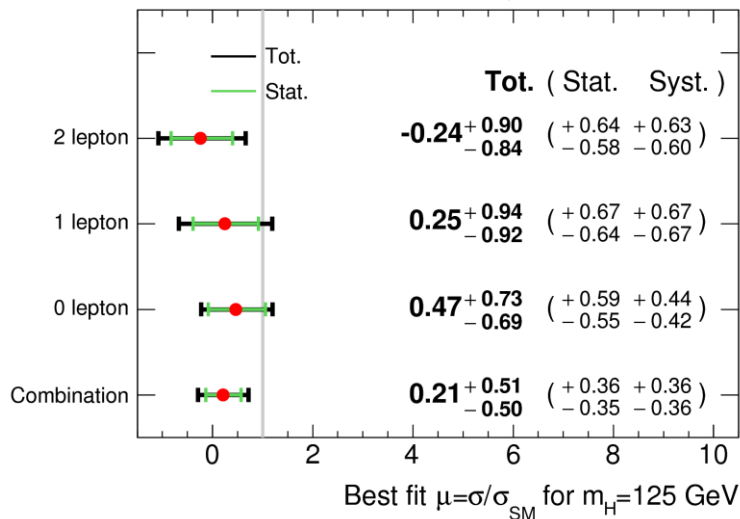 Tot.
Stat.
Tot. ( Stat. Syst. )
2 lepton
-0.24 + 0.90 − 0.84 ( + 0.64 − 0.58 + 0.63 − 0.60 )
1 lepton
0.25 + 0.94 − 0.92 ( + 0.67 − 0.64 + 0.67 − 0.67 )
0 lepton
0.47 + 0.73 − 0.69 ( + 0.59 − 0.55 + 0.44 − 0.42 )
Combination
0.21 + 0.51 − 0.50 ( + 0.36 − 0.35 + 0.36 − 0.36 )
0 2 4 6 8 10
Best fit μ=σ/σSM for mH=125 GeV